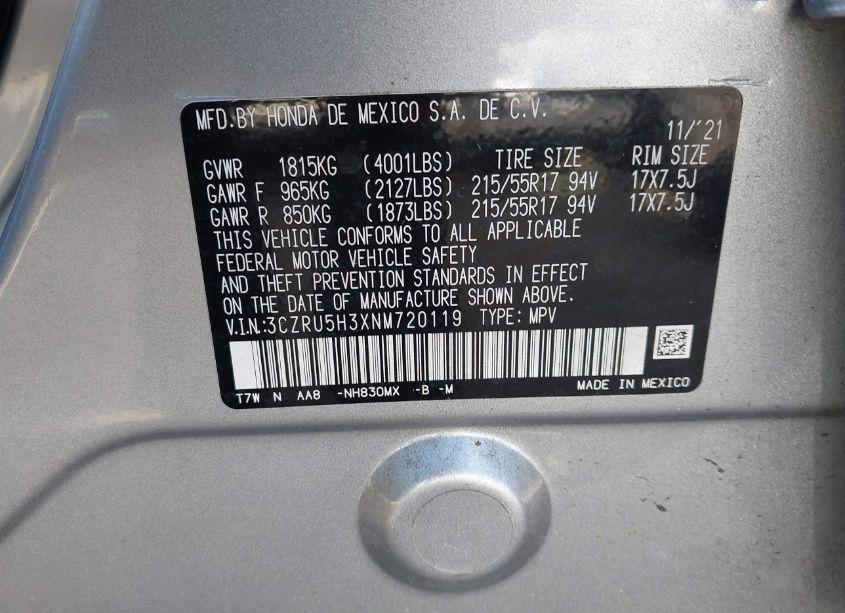 MFD.BY HONDA DE MEXICO S.A. DE C.V.
11/'21
GVWR 1815KG (4001LBS) TIRE SIZE RIM SIZE
GAWR F 965KG (2127LBS) 215/55R17 94V 17X7.5J
GAWR R 850KG (1873LBS) 215/55R17 94V 17X7.5J
THIS VEHICLE CONFORMS TO ALL APPLICABLE
FEDERAL MOTOR VEHICLE SAFETY
AND THEFT PREVENTION STANDARDS IN EFFECT
ON THE DATE OF MANUFACTURE SHOWN ABOVE.
V.I.N:3CZRU5H3XNM720119 TYPE: MPV
T7W N AA8 -NH830MX -B -M MADE IN MEXICO